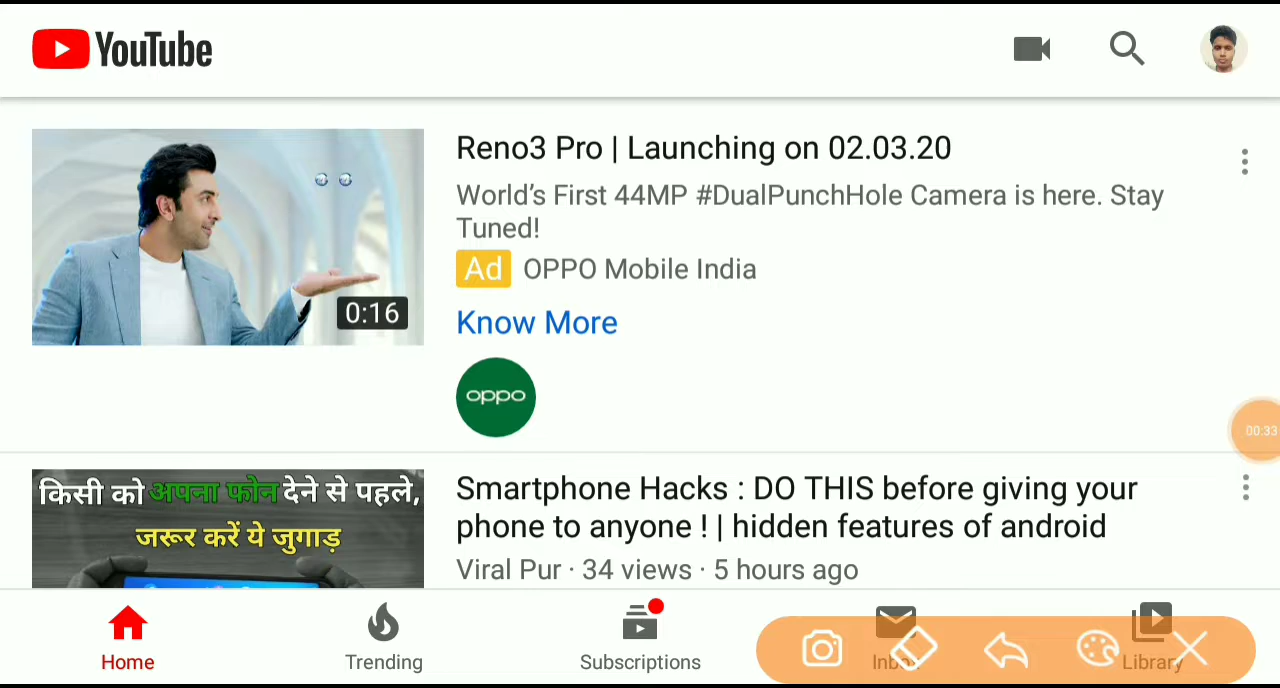 YouTube
Reno3 Pro | Launching on 02.03.20
World's First 44MP #DualPunchHole Camera is here. Stay
Tuned!
Ad OPPO Mobile India
0:16
Know More
oppo
00:33
किसी को अपना फोन देने से पहले,
जरूर करें ये जुगाड़
Smartphone Hacks : DO THIS before giving your
phone to anyone ! | hidden features of android
Viral Pur · 34 views · 5 hours ago
Home
Trending
Subscriptions
Inbox
Library